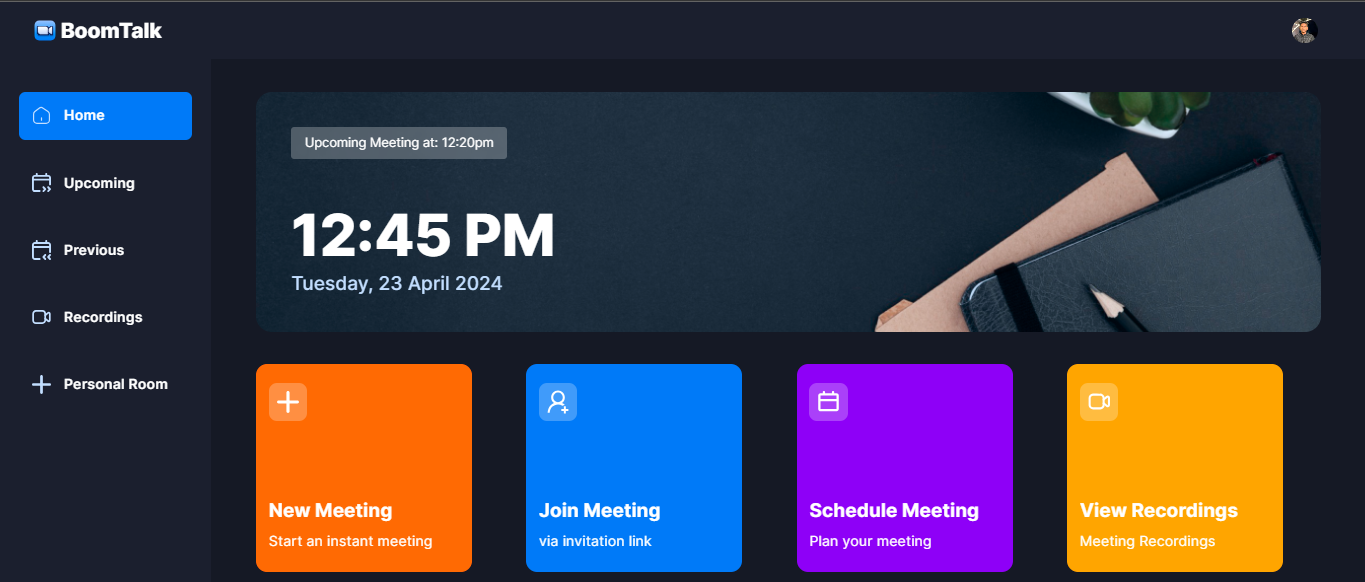 BoomTalk
Home
Upcoming
Previous
Recordings
Personal Room
Upcoming Meeting at: 12:20pm
12:45 PM
Tuesday, 23 April 2024
New Meeting
Start an instant meeting
Join Meeting
via invitation link
Schedule Meeting
Plan your meeting
View Recordings
Meeting Recordings